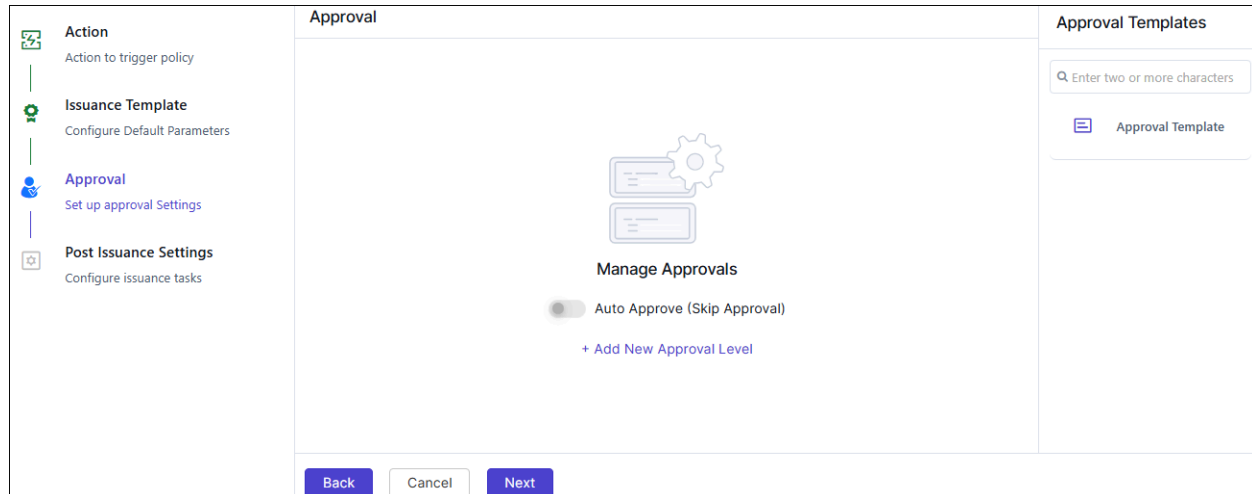 Action
Action to trigger policy
Issuance Template
Configure Default Parameters
Approval
Set up approval Settings
Post Issuance Settings
Configure issuance tasks
Approval
Manage Approvals
Auto Approve (Skip Approval)
+ Add New Approval Level
Back
Cancel
Next
Approval Templates
Enter two or more characters
Approval Template